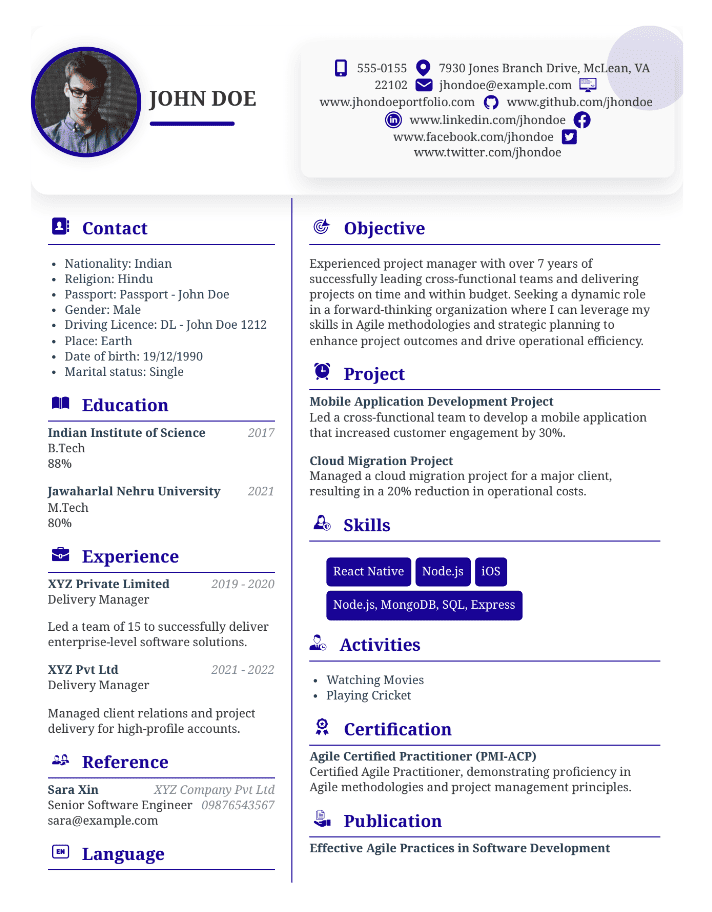 JOHN DOE
555-0155 7930 Jones Branch Drive, McLean, VA
22102 jhondoe@example.com
www.jhondoeportfolio.com www.github.com/jhondoe
www.linkedin.com/jhondoe
www.facebook.com/jhondoe
www.twitter.com/jhondoe
Contact
• Nationality: Indian
• Religion: Hindu
• Passport: Passport - John Doe
• Gender: Male
• Driving Licence: DL - John Doe 1212
• Place: Earth
• Date of birth: 19/12/1990
• Marital status: Single
Education
Indian Institute of Science 2017
B.Tech
88%
Jawaharlal Nehru University 2021
M.Tech
80%
Experience
XYZ Private Limited 2019 - 2020
Delivery Manager
Led a team of 15 to successfully deliver
enterprise-level software solutions.
XYZ Pvt Ltd 2021 - 2022
Delivery Manager
Managed client relations and project
delivery for high-profile accounts.
Reference
Sara Xin XYZ Company Pvt Ltd
Senior Software Engineer 09876543567
sara@example.com
EN Language
Objective
Experienced project manager with over 7 years of
successfully leading cross-functional teams and delivering
projects on time and within budget. Seeking a dynamic role
in a forward-thinking organization where I can leverage my
skills in Agile methodologies and strategic planning to
enhance project outcomes and drive operational efficiency.
Project
Mobile Application Development Project
Led a cross-functional team to develop a mobile application
that increased customer engagement by 30%.
Cloud Migration Project
Managed a cloud migration project for a major client,
resulting in a 20% reduction in operational costs.
Skills
React Native Node.js iOS
Node.js, MongoDB, SQL, Express
Activities
• Watching Movies
• Playing Cricket
Certification
Agile Certified Practitioner (PMI-ACP)
Certified Agile Practitioner, demonstrating proficiency in
Agile methodologies and project management principles.
Publication
Effective Agile Practices in Software Development